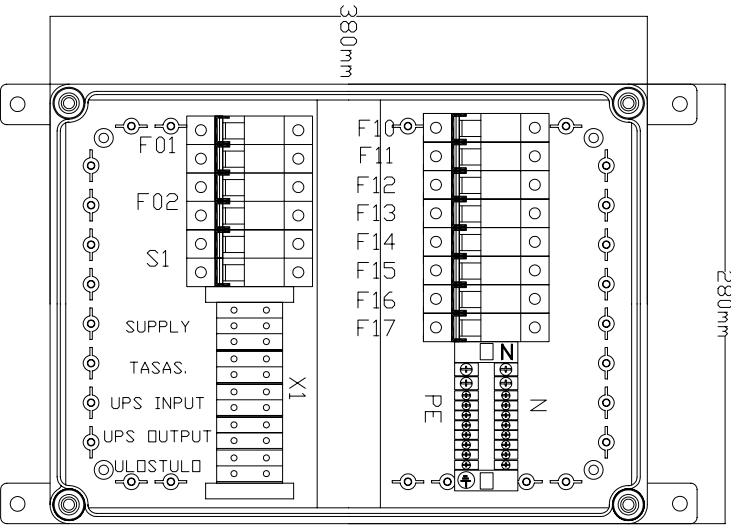 380mm
280mm
F01
F02
S1
SUPPLY
TASAS.
UPS INPUT
UPS OUTPUT
ULOSTULO
X1
F10
F11
F12
F13
F14
F15
F16
F17
N
PE
N